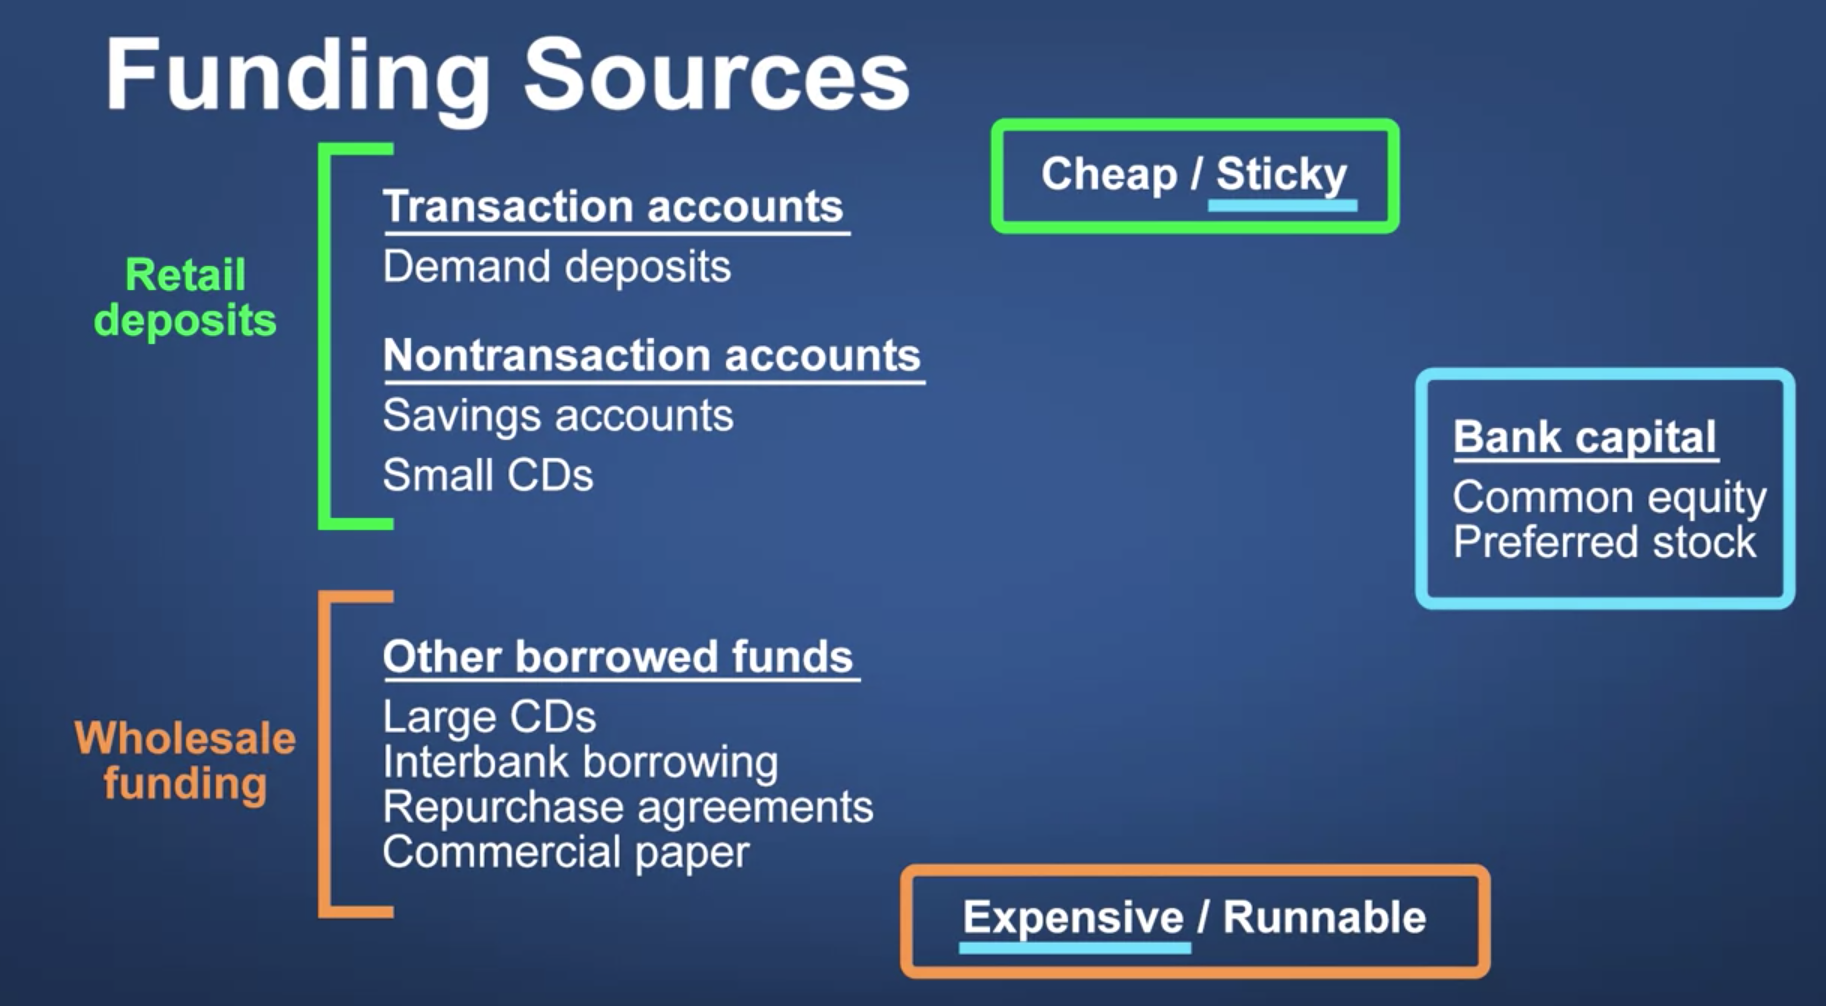 Funding Sources
Cheap / Sticky
Retail
deposits
Transaction accounts
Demand deposits
Nontransaction accounts
Savings accounts
Small CDs
Bank capital
Common equity
Preferred stock
Wholesale
funding
Other borrowed funds
Large CDs
Interbank borrowing
Repurchase agreements
Commercial paper
Expensive / Runnable